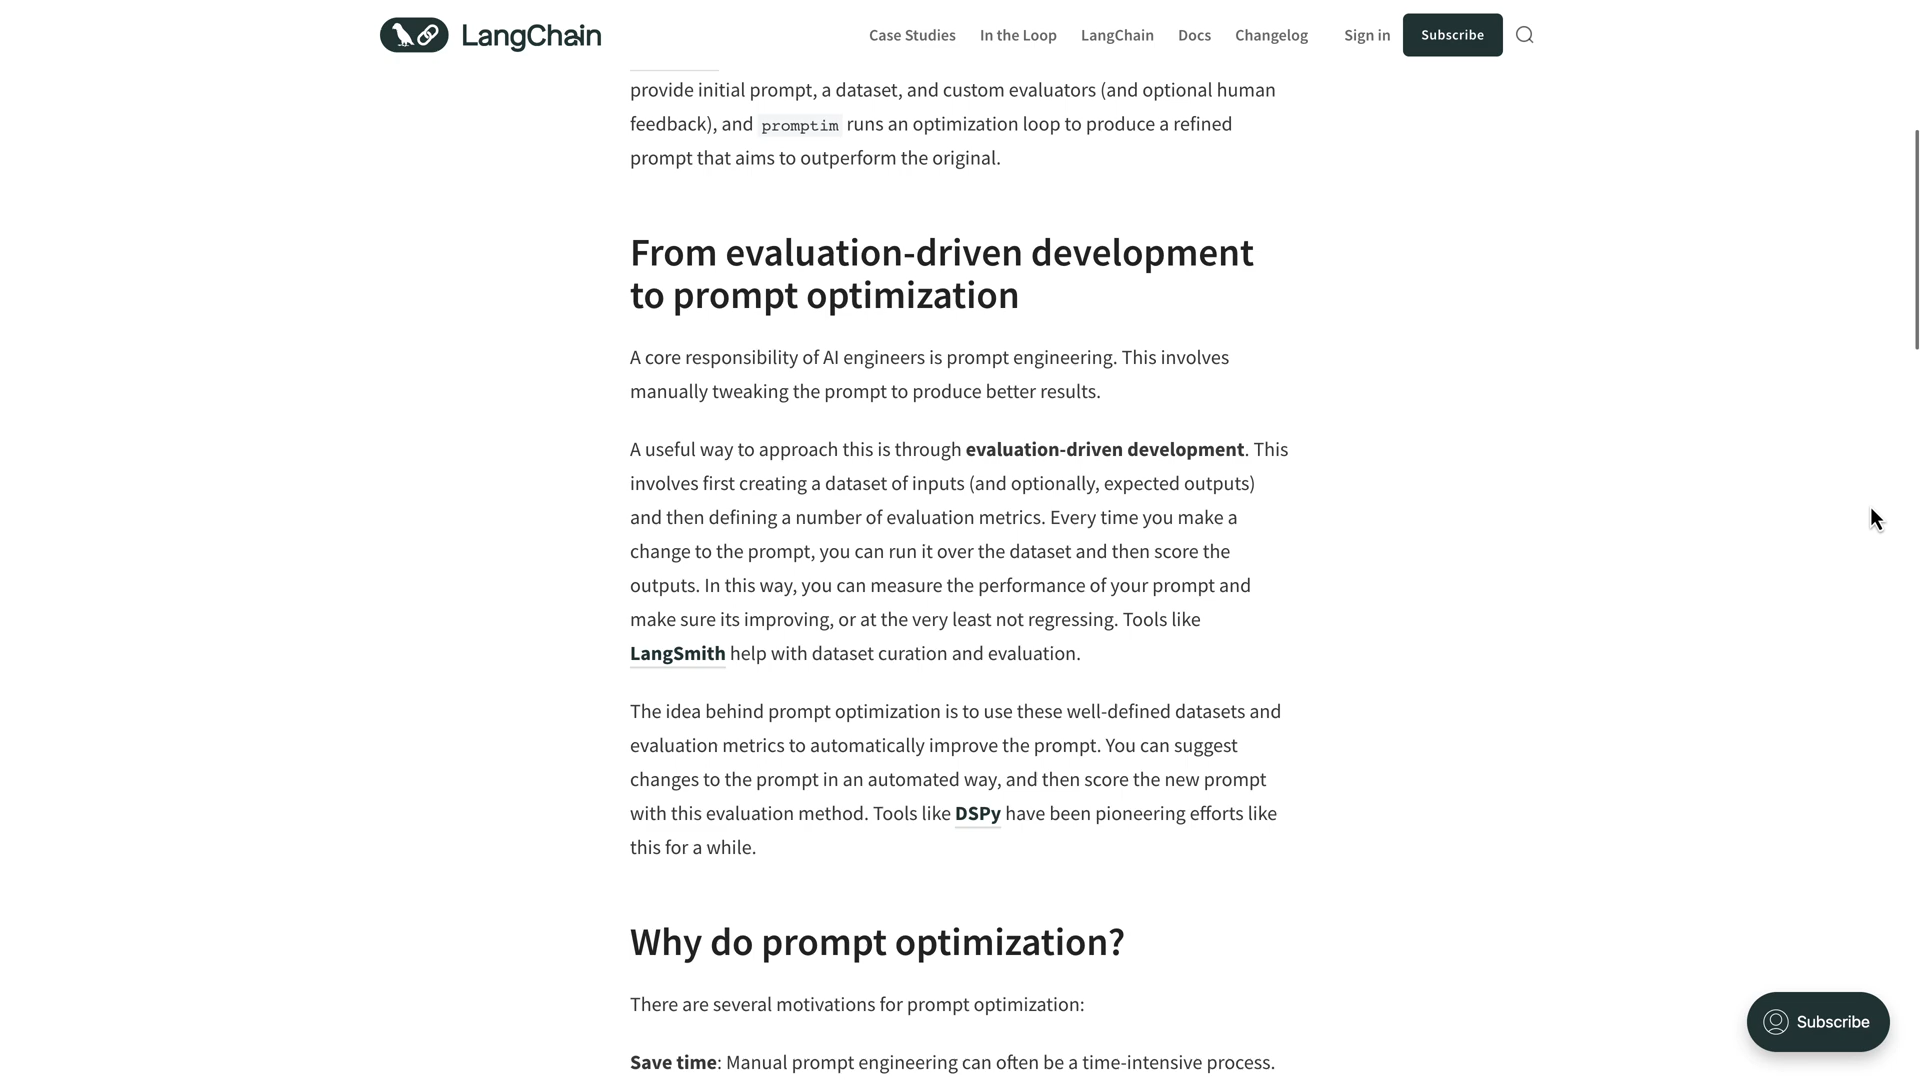 LangChain
Case Studies
In the Loop
LangChain
Docs
Changelog
Sign in
Subscribe
provide initial prompt, a dataset, and custom evaluators (and optional human
feedback), and promptim runs an optimization loop to produce a refined
prompt that aims to outperform the original.
From evaluation-driven development
to prompt optimization
A core responsibility of AI engineers is prompt engineering. This involves
manually tweaking the prompt to produce better results.
A useful way to approach this is through evaluation-driven development. This
involves first creating a dataset of inputs (and optionally, expected outputs)
and then defining a number of evaluation metrics. Every time you make a
change to the prompt, you can run it over the dataset and then score the
outputs. In this way, you can measure the performance of your prompt and
make sure its improving, or at the very least not regressing. Tools like
LangSmith help with dataset curation and evaluation.
The idea behind prompt optimization is to use these well-defined datasets and
evaluation metrics to automatically improve the prompt. You can suggest
changes to the prompt in an automated way, and then score the new prompt
with this evaluation method. Tools like DSPy have been pioneering efforts like
this for a while.
Why do prompt optimization?
There are several motivations for prompt optimization:
Save time: Manual prompt engineering can often be a time-intensive process.
Subscribe